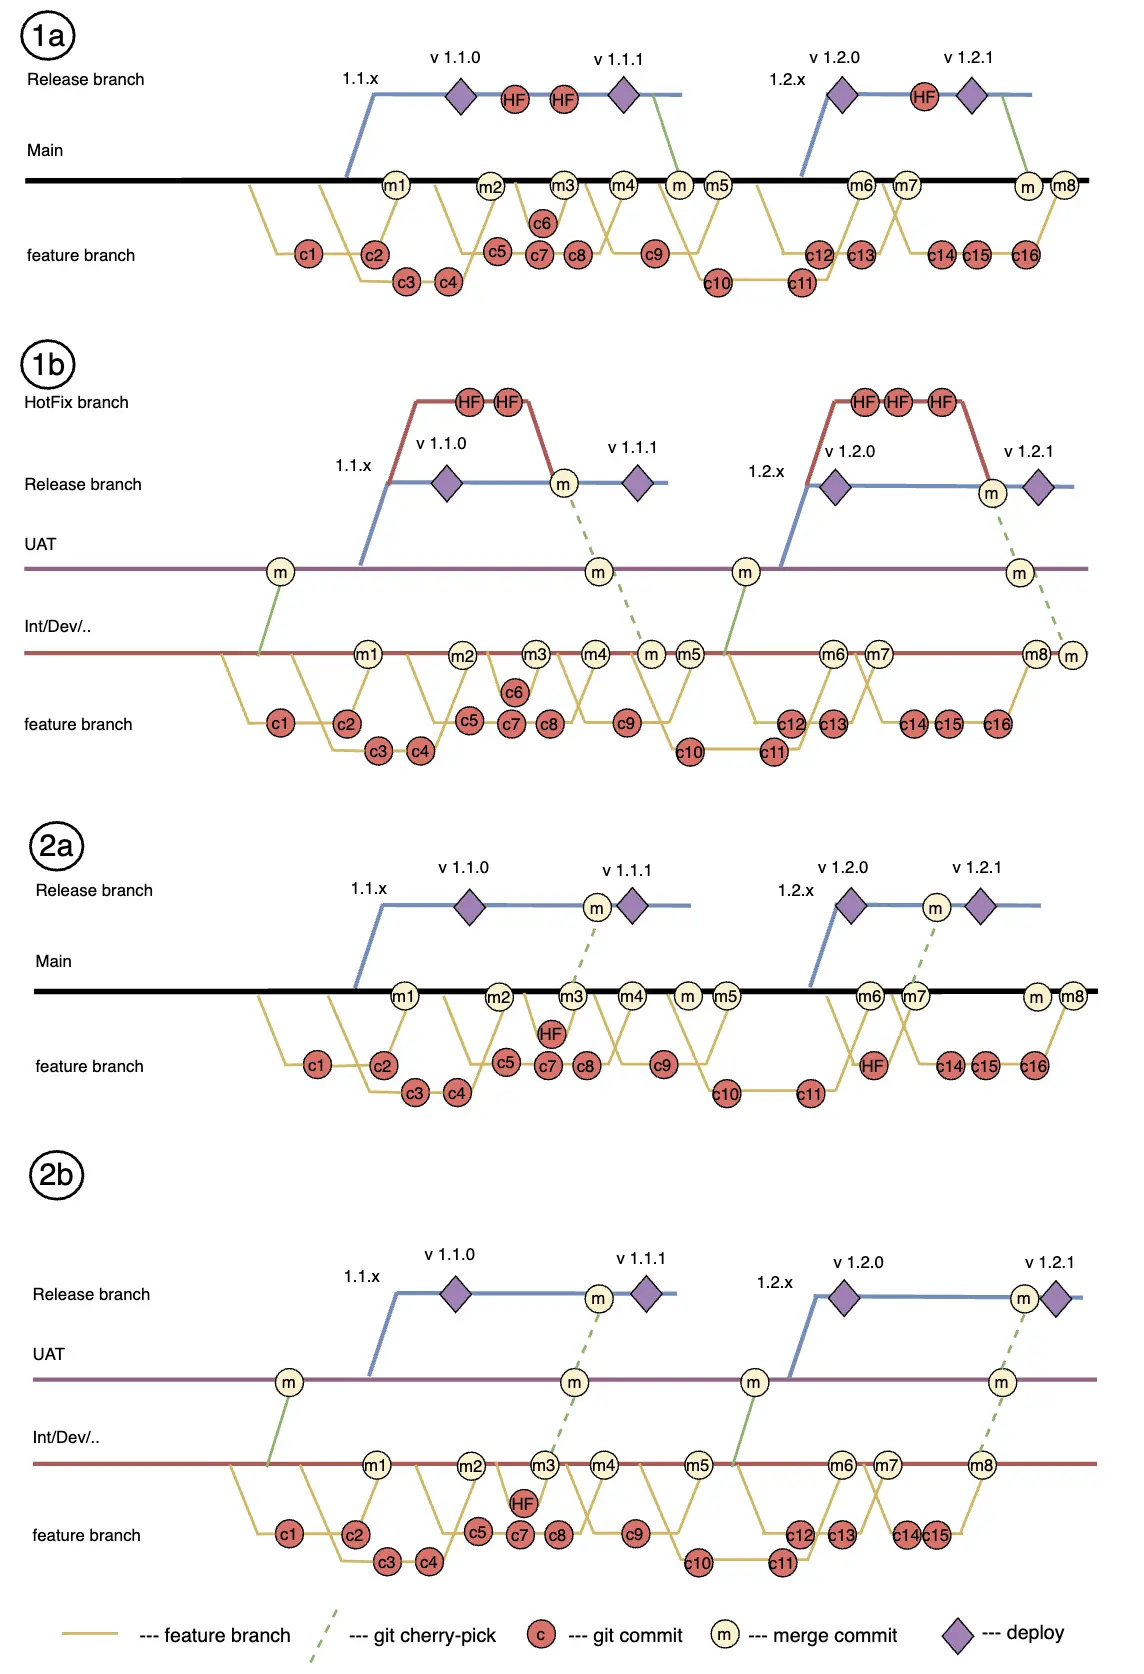 1a
v 1.1.0 v 1.1.1 v 1.2.0 v 1.2.1
Release branch 1.1.x 1.2.x
HF HF HF
Main
m1 m2 m3 m4 m m5 m6 m7 m m8
c6
feature branch c1 c2 c5 c7 c8 c9 c12 c13 c14 c15 c16
c3 c4 c10 c11
1b
HotFix branch HF HF HF HF HF
v 1.1.0 v 1.1.1 v 1.2.0 v 1.2.1
1.1.x 1.2.x
Release branch m m
UAT
m m m m
Int/Dev/..
m1 m2 m3 m4 m m5 m6 m7 m8 m
c6
feature branch c1 c2 c5 c7 c8 c9 c12 c13 c14 c15 c16
c3 c4 c10 c11
2a
v 1.1.0 v 1.1.1 v 1.2.0 v 1.2.1
Release branch 1.1.x 1.2.x
m m
Main
m1 m2 m3 m4 m m5 m6 m7 m m8
HF
feature branch c1 c2 c5 c7 c8 c9 HF c14 c15 c16
c3 c4 c10 c11
2b
v 1.1.0 v 1.1.1 v 1.2.0 v 1.2.1
1.1.x 1.2.x
Release branch m m
UAT
m m m m
Int/Dev/..
m1 m2 m3 m4 m5 m6 m7 m8
HF
feature branch c1 c2 c5 c7 c8 c9 c12 c13 c14 c15
c3 c4 c10 c11
--- feature branch --- git cherry-pick c --- git commit m --- merge commit --- deploy